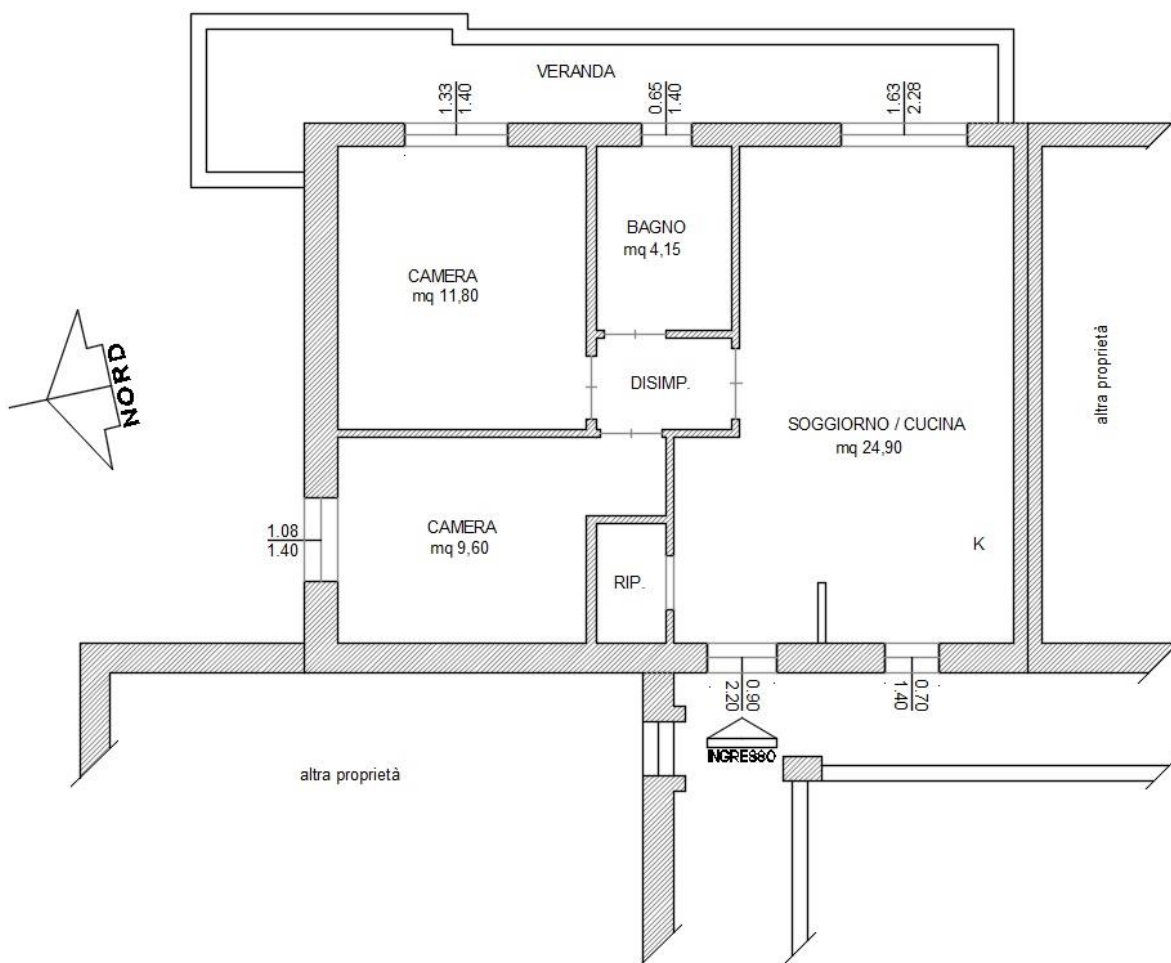 VERANDA
1.33
1.40
0.65
1.40
1.63
2.28
BAGNO
mq 4,15
CAMERA
mq 11,80
NORD
DISIMP.
altra proprietà
SOGGIORNO / CUCINA
mq 24,90
1.08
1.40
CAMERA
mq 9,60
K
RIP.
0.90
2.20
0.70
1.40
INGRESSO
altra proprietà